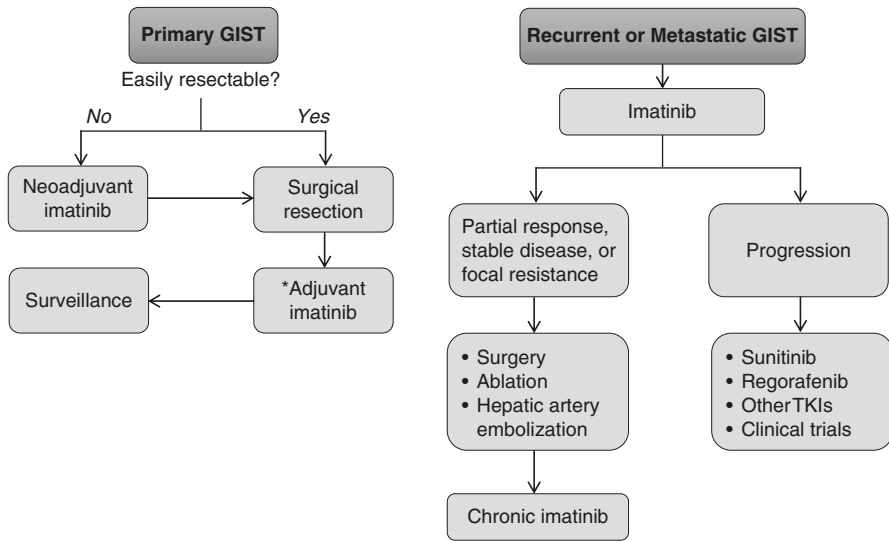 Primary GIST
Easily resectable?
No
Yes
Neoadjuvant
imatinib
Surgical
resection
Surveillance
*Adjuvant
imatinib
Recurrent or Metastatic GIST
Imatinib
Partial response,
stable disease, or
focal resistance
Progression
• Surgery
• Ablation
• Hepatic artery
embolization
• Sunitinib
• Regorafenib
• OtherTKIs
• Clinical trials
Chronic imatinib